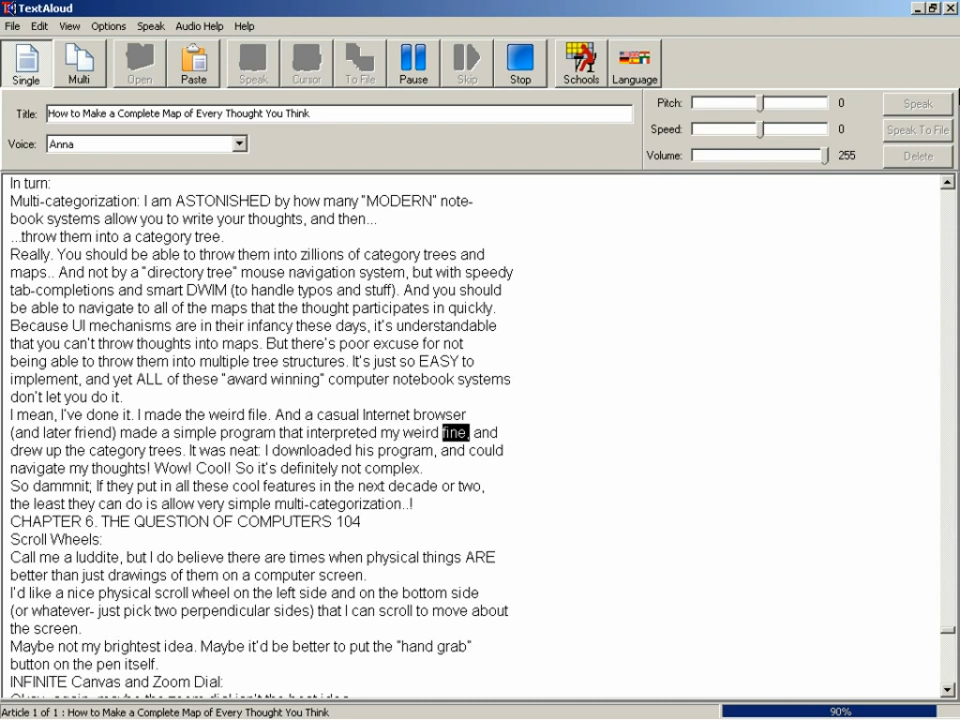 TextAloud
File Edit View Options Speak Audio Help Help
Single Multi Open Paste Speak Cursor To File Pause Skip Stop Schools Language
Title: How to Make a Complete Map of Every Thought You Think
Voice: Anna
Pitch: 0 Speak
Speed: 0 Speak To File
Volume: 255 Delete
In turn:
Multi-categorization: I am ASTONISHED by how many "MODERN" note-
book systems allow you to write your thoughts, and then...
...throw them into a category tree.
Really. You should be able to throw them into zillions of category trees and
maps.. And not by a "directory tree" mouse navigation system, but with speedy
tab-completions and smart DWIM (to handle typos and stuff). And you should
be able to navigate to all of the maps that the thought participates in quickly.
Because UI mechanisms are in their infancy these days, it's understandable
that you can't throw thoughts into maps. But there's poor excuse for not
being able to throw them into multiple tree structures. It's just so EASY to
implement, and yet ALL of these "award winning" computer notebook systems
don't let you do it.
I mean, I've done it. I made the weird file. And a casual Internet browser
(and later friend) made a simple program that interpreted my weird fine, and
drew up the category trees. It was neat: I downloaded his program, and could
navigate my thoughts! Wow! Cool! So it's definitely not complex.
So dammnit; If they put in all these cool features in the next decade or two,
the least they can do is allow very simple multi-categorization..!
CHAPTER 6. THE QUESTION OF COMPUTERS 104
Scroll Wheels:
Call me a luddite, but I do believe there are times when physical things ARE
better than just drawings of them on a computer screen.
I'd like a nice physical scroll wheel on the left side and on the bottom side
(or whatever- just pick two perpendicular sides) that I can scroll to move about
the screen.
Maybe not my brightest idea. Maybe it'd be better to put the "hand grab"
button on the pen itself.
INFINITE Canvas and Zoom Dial:
Okay, again, maybe the zoom dial isn't the best idea
Article 1 of 1 : How to Make a Complete Map of Every Thought You Think
90%